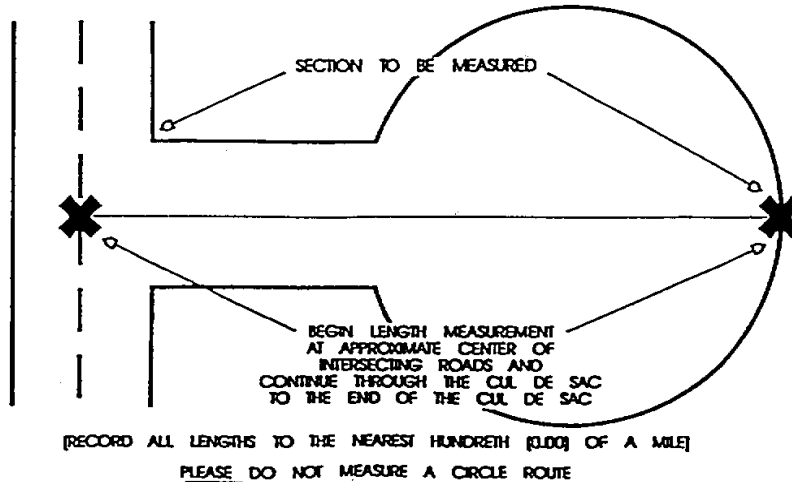 SECTION TO BE MEASURED
BEGIN LENGTH MEASUREMENT
AT APPROXIMATE CENTER OF
INTERSECTING ROADS AND
CONTINUE THROUGH THE CUL DE SAC
TO THE END OF THE CUL DE SAC
[RECORD ALL LENGTHS TO THE NEAREST HUNDRETH [0.00] OF A MILE]
PLEASE DO NOT MEASURE A CIRCLE ROUTE